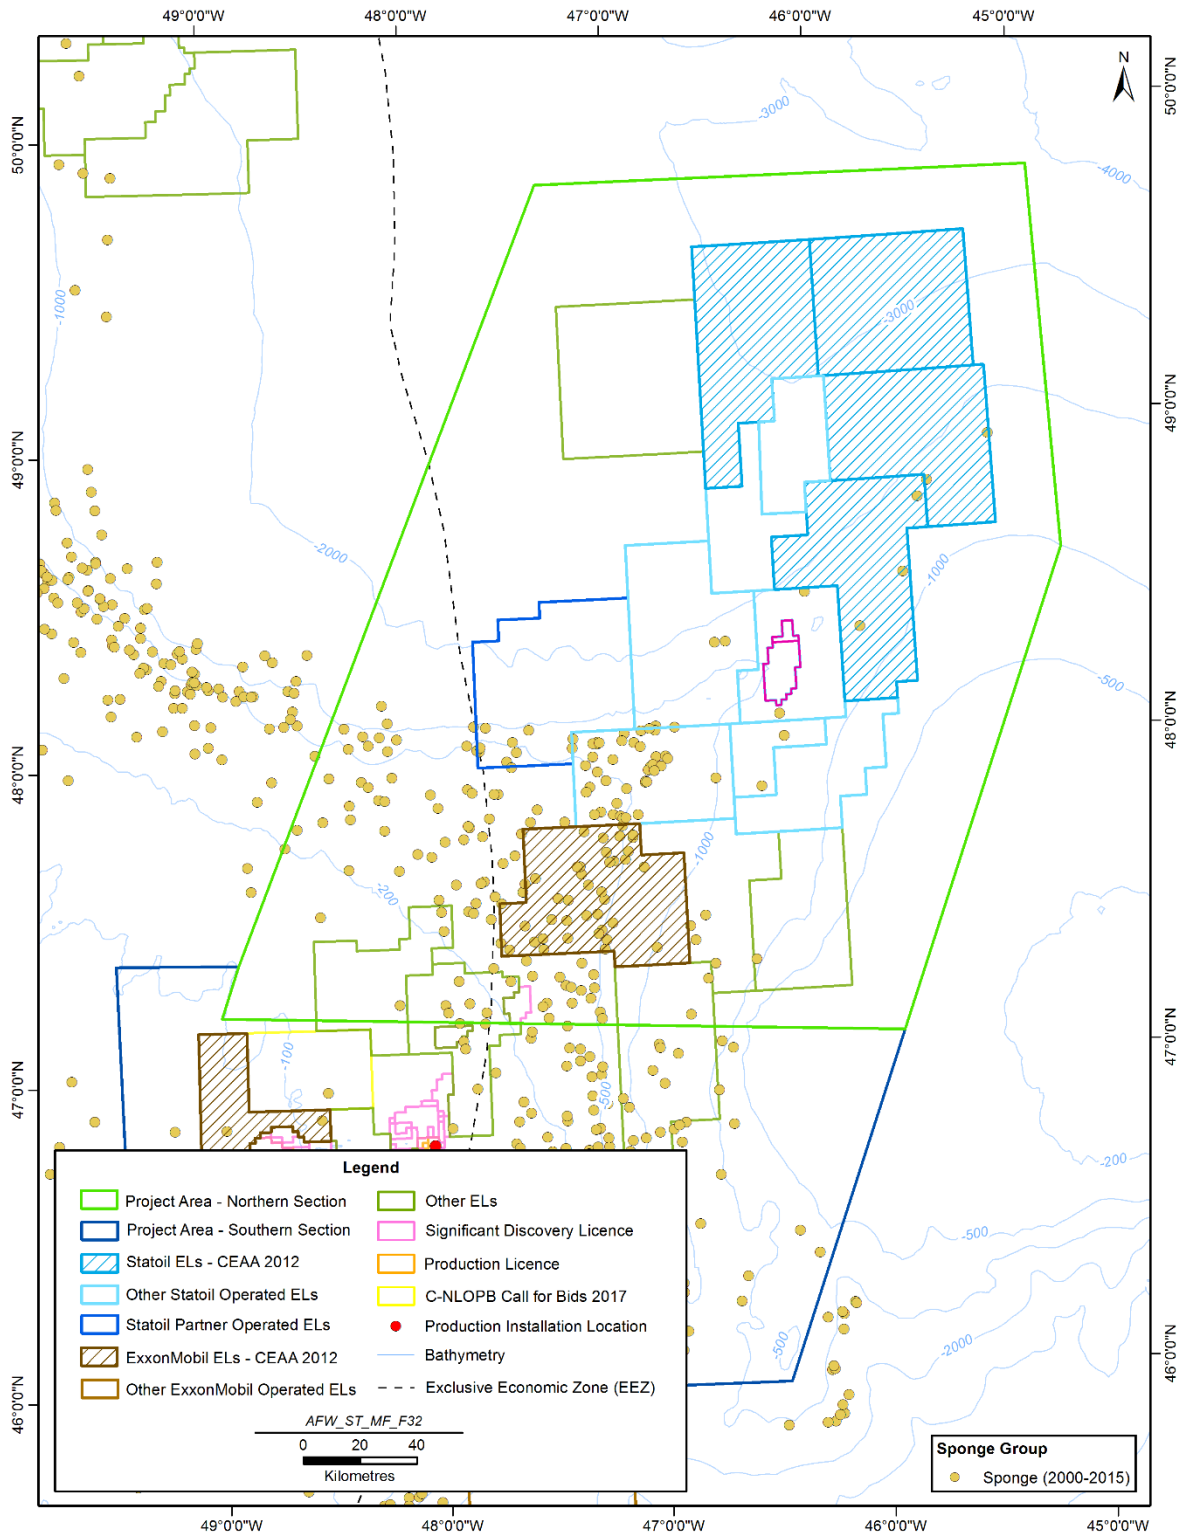 49°0'0"W 48°0'0"W 47°0'0"W 46°0'0"W 45°0'0"W
N
50°0'0"N
50°0'0"N
-3000
-4000
-1000
-3000
49°0'0"N
49°0'0"N
-2000
-1000
-500
48°0'0"N
48°0'0"N
-1000
-200
47°0'0"N
47°0'0"N
-100
-500
-200
-500
-500
-2000
46°0'0"N
46°0'0"N
Legend
Project Area - Northern Section
Project Area - Southern Section
Statoil ELs - CEAA 2012
Other Statoil Operated ELs
Statoil Partner Operated ELs
ExxonMobil ELs - CEAA 2012
Other ExxonMobil Operated ELs
Other ELs
Significant Discovery Licence
Production Licence
C-NLOPB Call for Bids 2017
Production Installation Location
Bathymetry
Exclusive Economic Zone (EEZ)
AFW_ST_MF_F32
0 20 40
Kilometres
Sponge Group
Sponge (2000-2015)
49°0'0"W 48°0'0"W 47°0'0"W 46°0'0"W 45°0'0"W